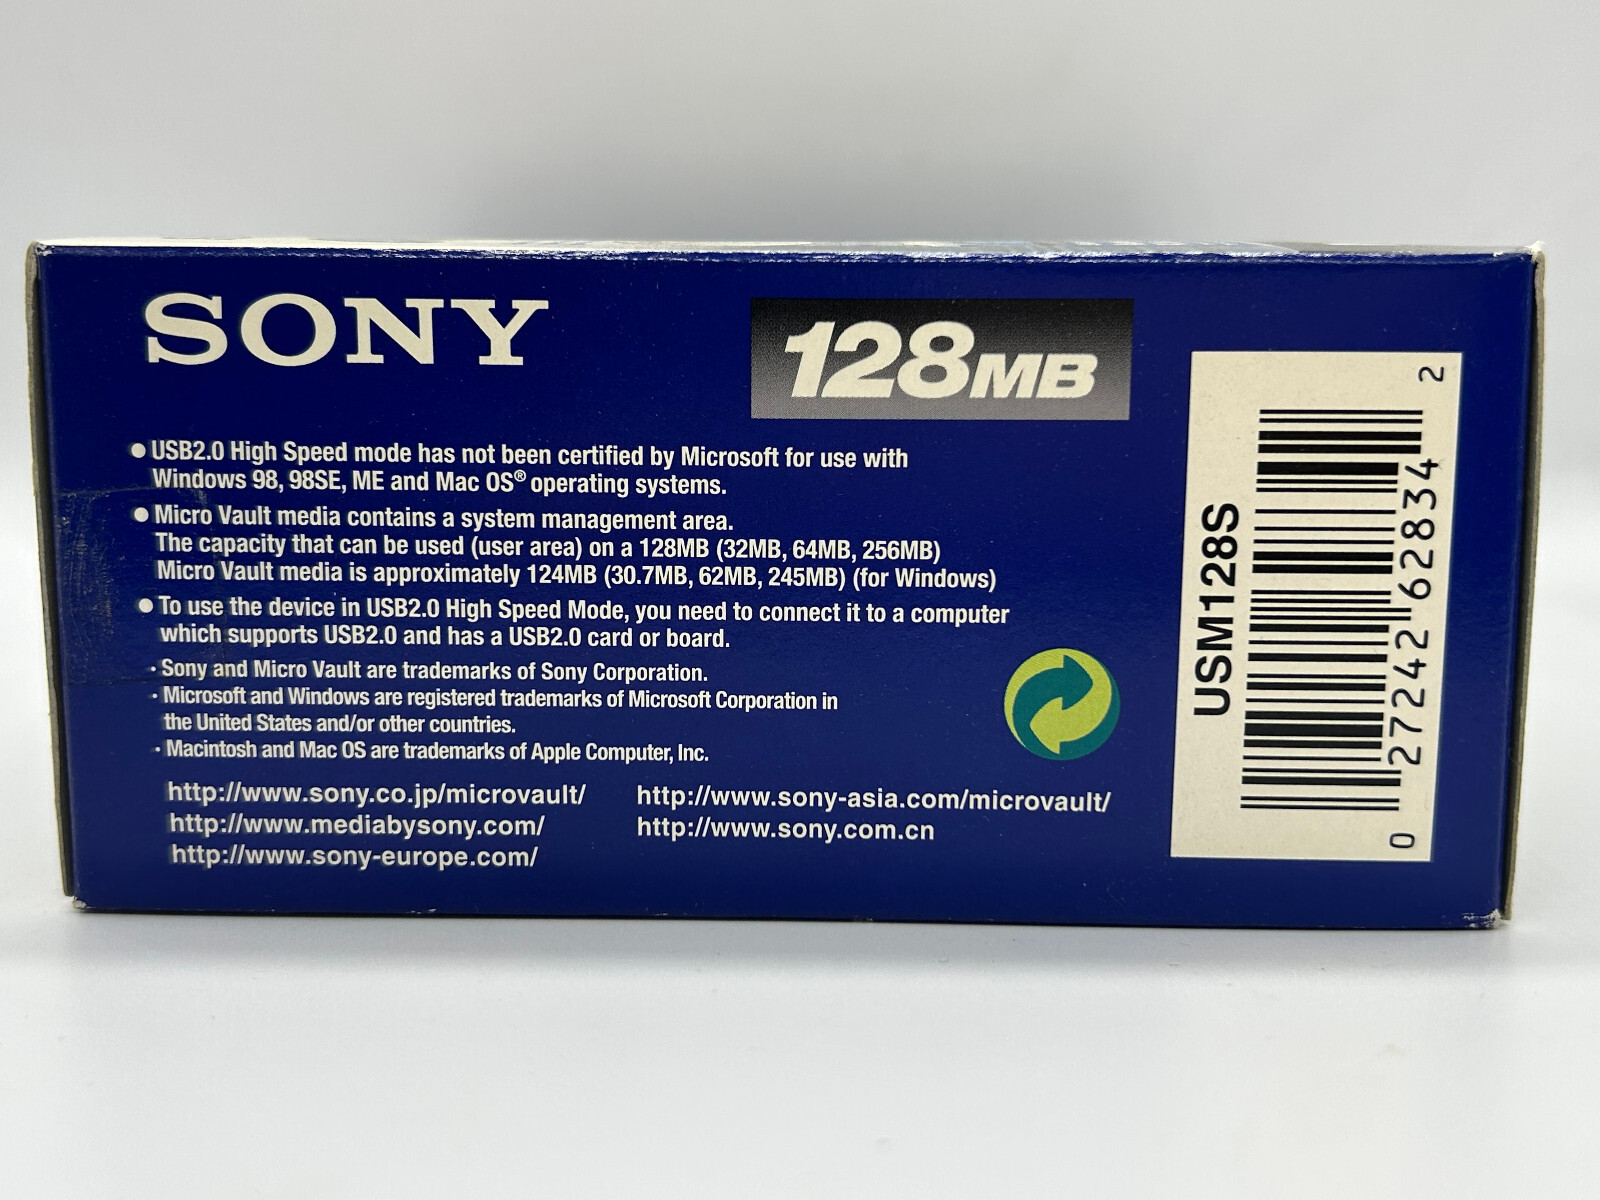 SONY
128MB
● USB2.0 High Speed mode has not been certified by Microsoft for use with
Windows 98, 98SE, ME and Mac OS® operating systems.
● Micro Vault media contains a system management area.
The capacity that can be used (user area) on a 128MB (32MB, 64MB, 256MB)
Micro Vault media is approximately 124MB (30.7MB, 62MB, 245MB) (for Windows)
● To use the device in USB2.0 High Speed Mode, you need to connect it to a computer
which supports USB2.0 and has a USB2.0 card or board.
· Sony and Micro Vault are trademarks of Sony Corporation.
· Microsoft and Windows are registered trademarks of Microsoft Corporation in
the United States and/or other countries.
· Macintosh and Mac OS are trademarks of Apple Computer, Inc.
http://www.sony.co.jp/microvault/
http://www.mediabysony.com/
http://www.sony-europe.com/
http://www.sony-asia.com/microvault/
http://www.sony.com.cn
USM128S
0 27242 62834 2